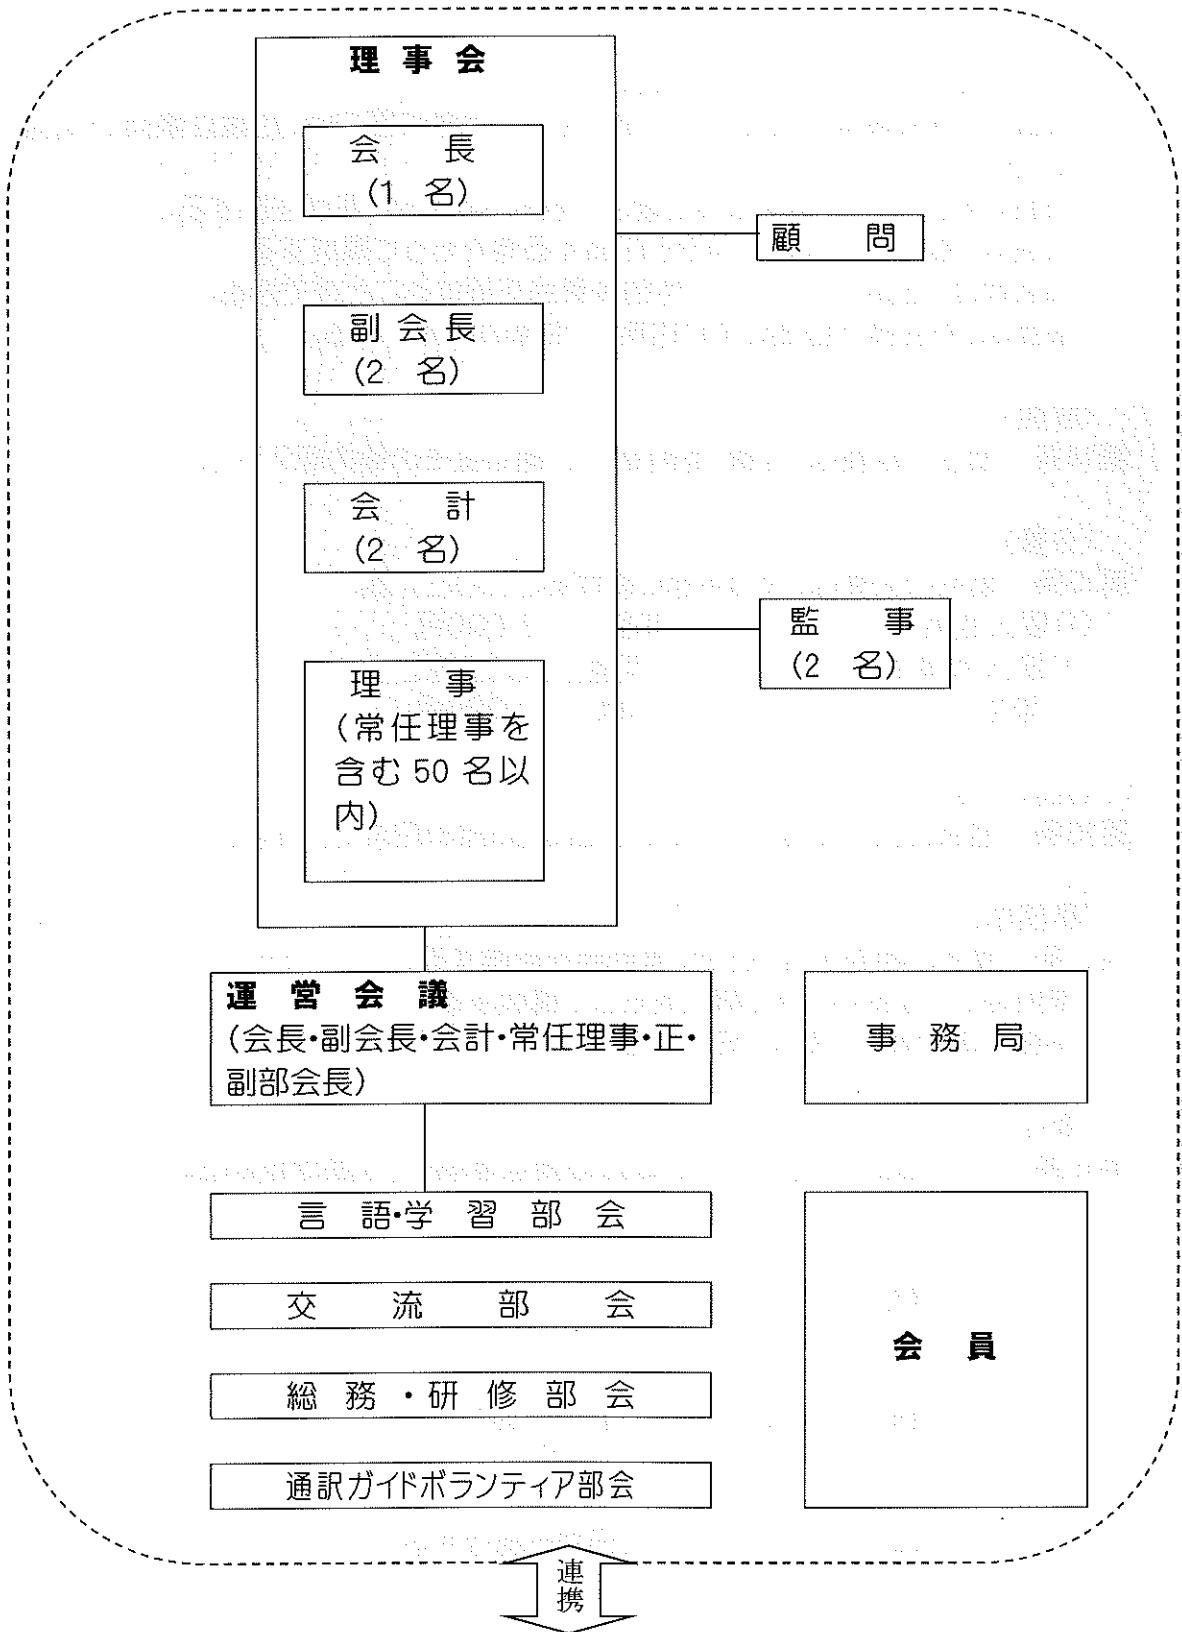 理事会
会長
(1 名)
顧問
副会長
(2 名)
会計
(2 名)
監事
(2 名)
理事
(常任理事を
含む 50 名以
内)
運営会議
(会長・副会長・会計・常任理事・正・
副部会長)
事務局
言語・学習部会
交流部会
総務・研修部会
通訳ガイドボランティア部会
会員
連携